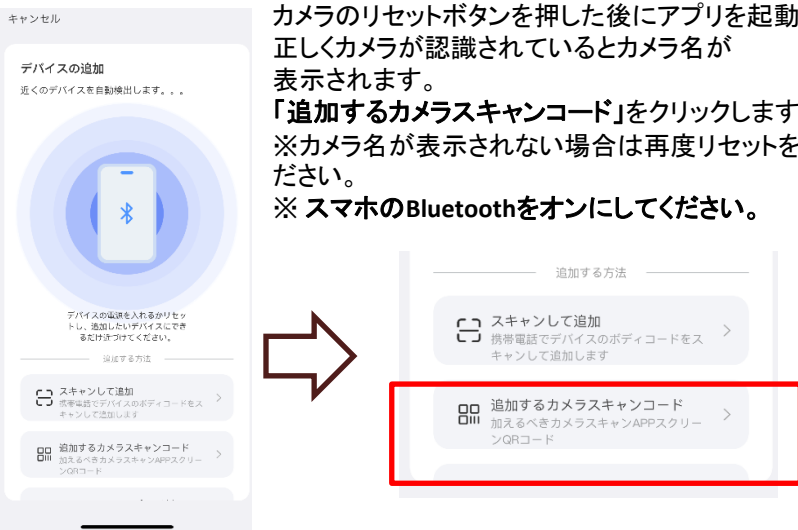 キャンセル
デバイスの追加
近くのデバイスを自動検出します。。。
デバイスの電源を入れるかリセッ
トし、追加したいデバイスにでき
るだけ近づけてください。
追加する方法
スキャンして追加
携帯電話でデバイスのボディコードをス
キャンして追加します
追加するカメラスキャンコード
加えるべきカメラスキャンAPPスクリー
ンQRコード
カメラのリセットボタンを押した後にアプリを起動
正しくカメラが認識されているとカメラ名が
表示されます。
「追加するカメラスキャンコード」をクリックします
※カメラ名が表示されない場合は再度リセットを
ださい。
※ スマホのBluetoothをオンにしてください。
追加する方法
スキャンして追加
携帯電話でデバイスのボディコードをス
キャンして追加します
追加するカメラスキャンコード
加えるべきカメラスキャンAPPスクリー
ンQRコード